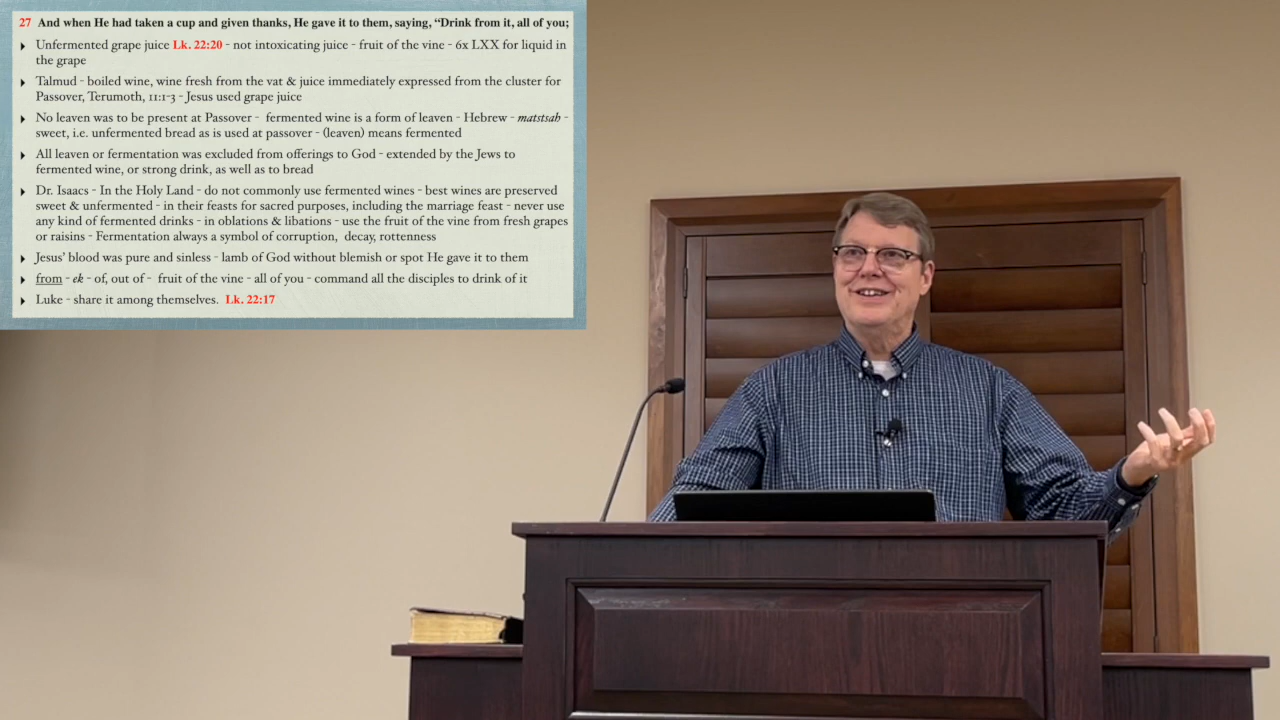 27 And when He had taken a cup and given thanks, He gave it to them, saying, “Drink from it, all of you;
‣ Unfermented grape juice Lk. 22:20 - not intoxicating juice - fruit of the vine - 6x LXX for liquid in
the grape
‣ Talmud - boiled wine, wine fresh from the vat & juice immediately expressed from the cluster for
Passover, Terumoth, 11:1-3 - Jesus used grape juice
‣ No leaven was to be present at Passover - fermented wine is a form of leaven - Hebrew - matstsah -
sweet, i.e. unfermented bread as is used at passover - (leaven) means fermented
‣ All leaven or fermentation was excluded from offerings to God - extended by the Jews to
fermented wine, or strong drink, as well as to bread
‣ Dr. Isaacs - In the Holy Land - do not commonly use fermented wines - best wines are preserved
sweet & unfermented - in their feasts for sacred purposes, including the marriage feast - never use
any kind of fermented drinks - in oblations & libations - use the fruit of the vine from fresh grapes
or raisins - Fermentation always a symbol of corruption, decay, rottenness
‣ Jesus’ blood was pure and sinless - lamb of God without blemish or spot He gave it to them
‣ from - ek - of, out of - fruit of the vine - all of you - command all the disciples to drink of it
‣ Luke - share it among themselves. Lk. 22:17